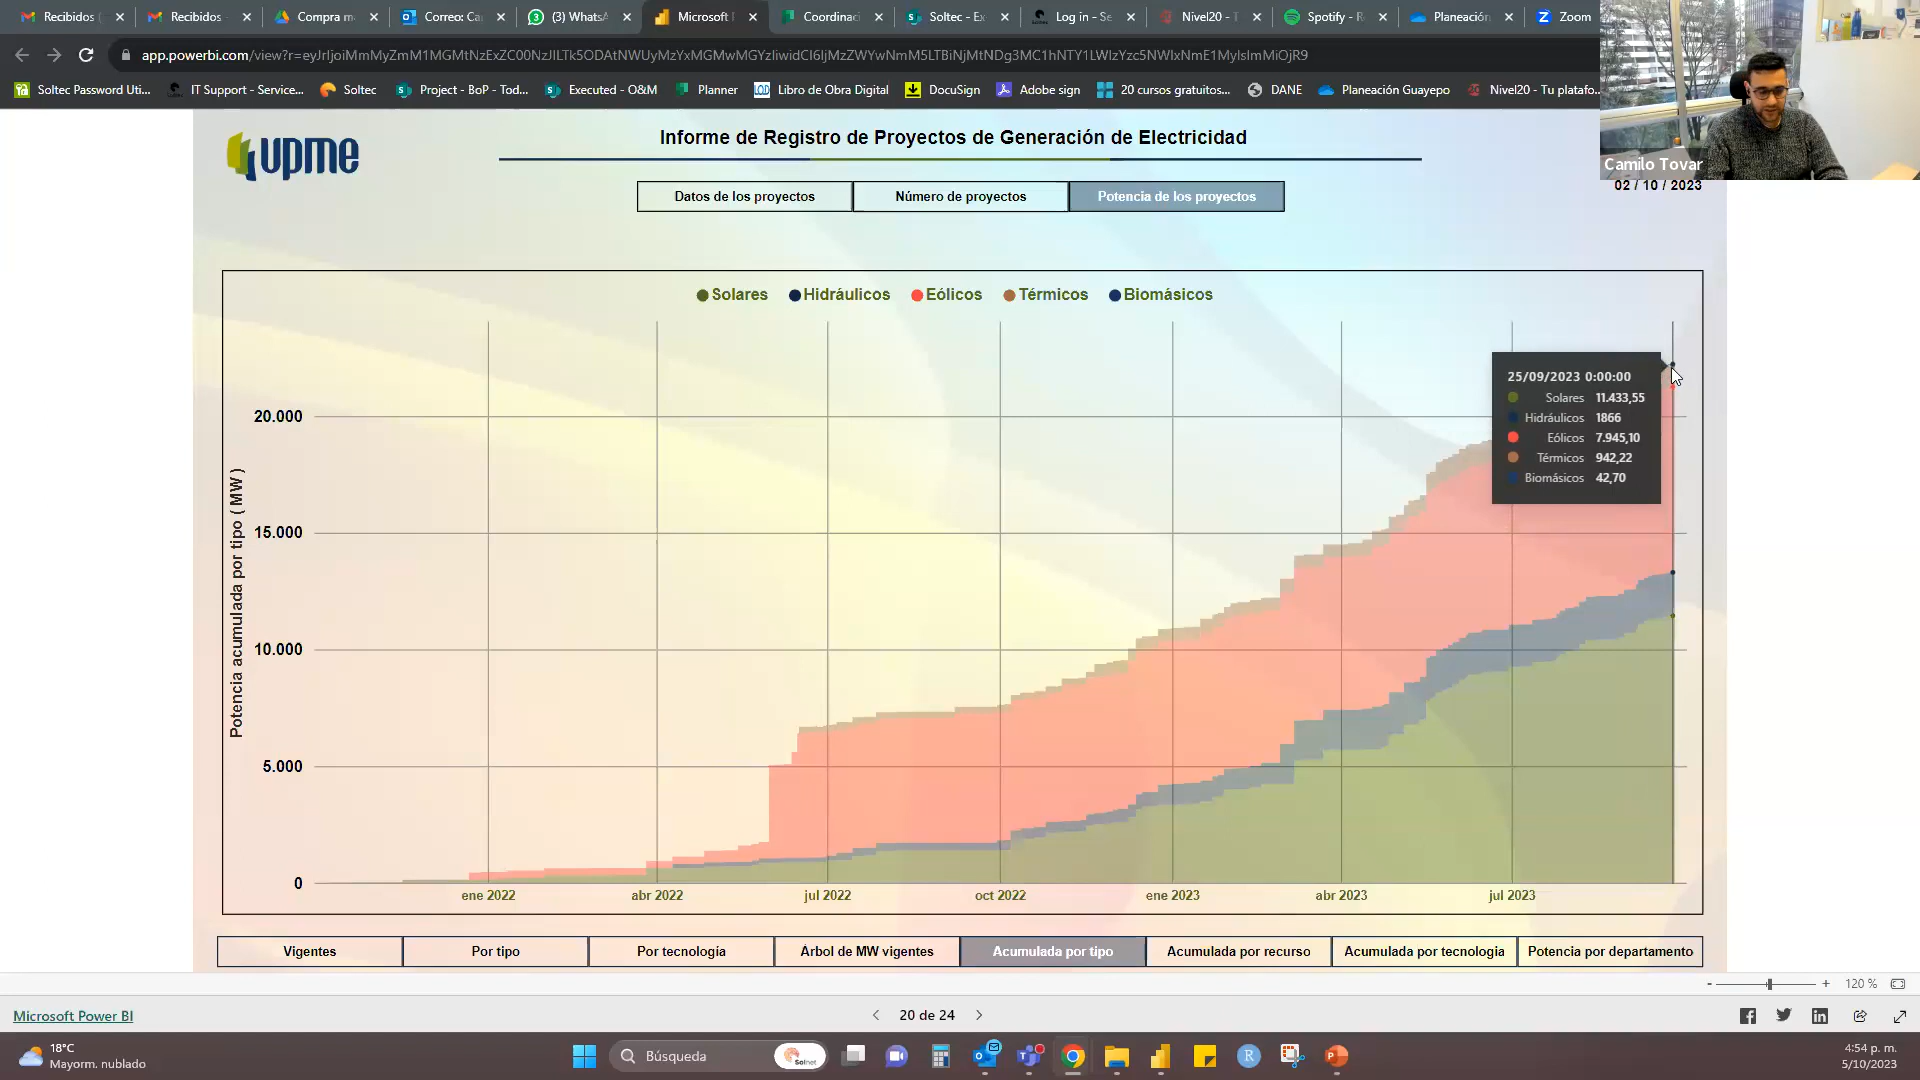 Recibidos (
Recibidos -
Compra m
Correo: Ca
(3) WhatsA
Microsoft
Coordinac
Soltec - Ex
Log in - Se
Nivel20 - T
Spotify - R
Planeación
Zoom
Soltec Password Uti...
IT Support - Service...
Soltec
Project - BoP - Tod...
Executed - O&M
Planner
Libro de Obra Digital
DocuSign
Adobe sign
20 cursos gratuitos...
DANE
Planeación Guayepo
Nivel20 - Tu platafo...
Camilo Tovar
upme
Informe de Registro de Proyectos de Generación de Electricidad
02 / 10 / 2023
Datos de los proyectos
Número de proyectos
Potencia de los proyectos
Solares
Hidráulicos
Eólicos
Térmicos
Biomásicos
Potencia acumulada por tipo ( MW )
20.000
15.000
10.000
5.000
0
25/09/2023 0:00:00
Solares 11.433,55
Hidráulicos 1866
Eólicos 7.945,10
Térmicos 942,22
Biomásicos 42,70
ene 2022
abr 2022
jul 2022
oct 2022
ene 2023
abr 2023
jul 2023
Vigentes
Por tipo
Por tecnología
Árbol de MW vigentes
Acumulada por tipo
Acumulada por recurso
Acumulada por tecnologia
Potencia por departamento
- + 120 %
Microsoft Power BI
20 de 24
18°C
Mayorm. nublado
Búsqueda
4:54 p. m.
5/10/2023